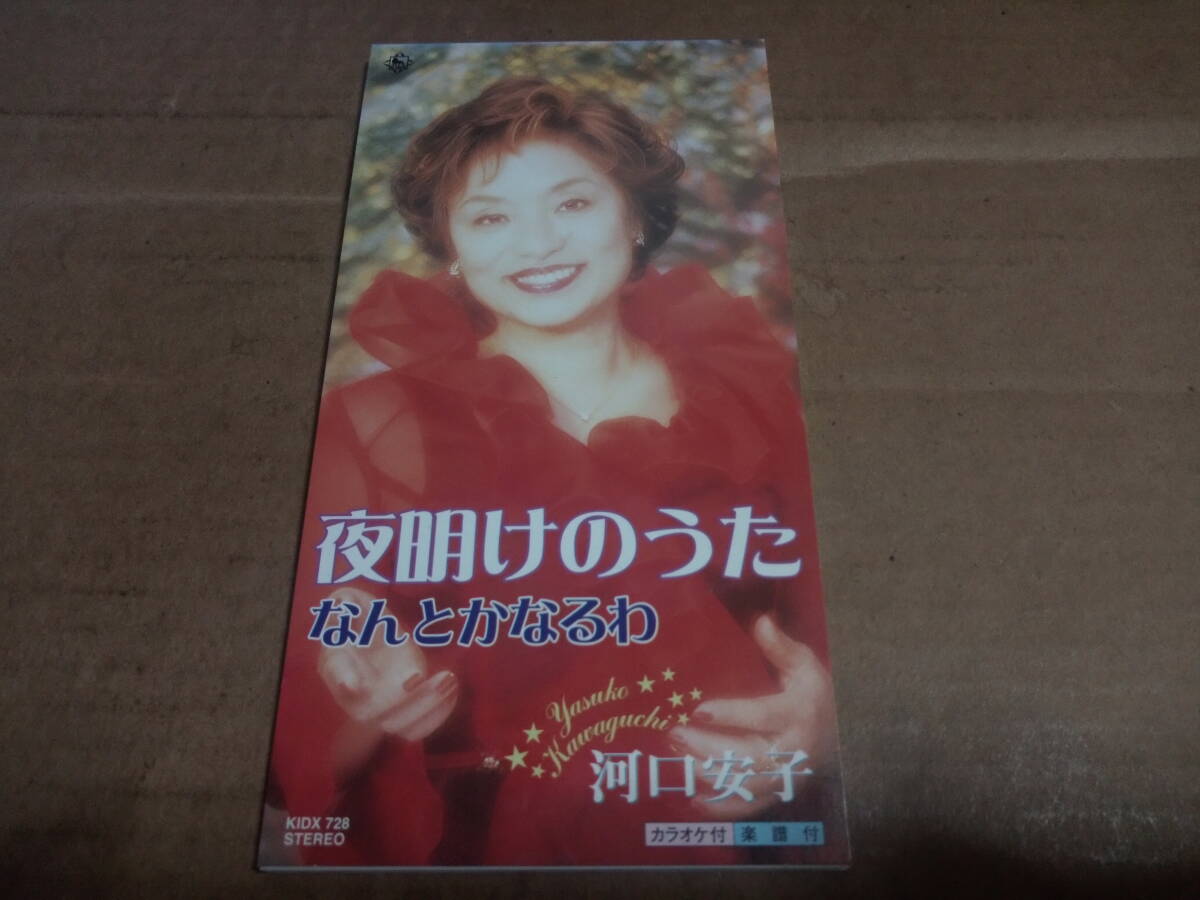 夜明けのうた
なんとかなるわ
Yasuko
Kawaguchi
河口安子
KIDX 728
STEREO
カラオケ付 楽譜付